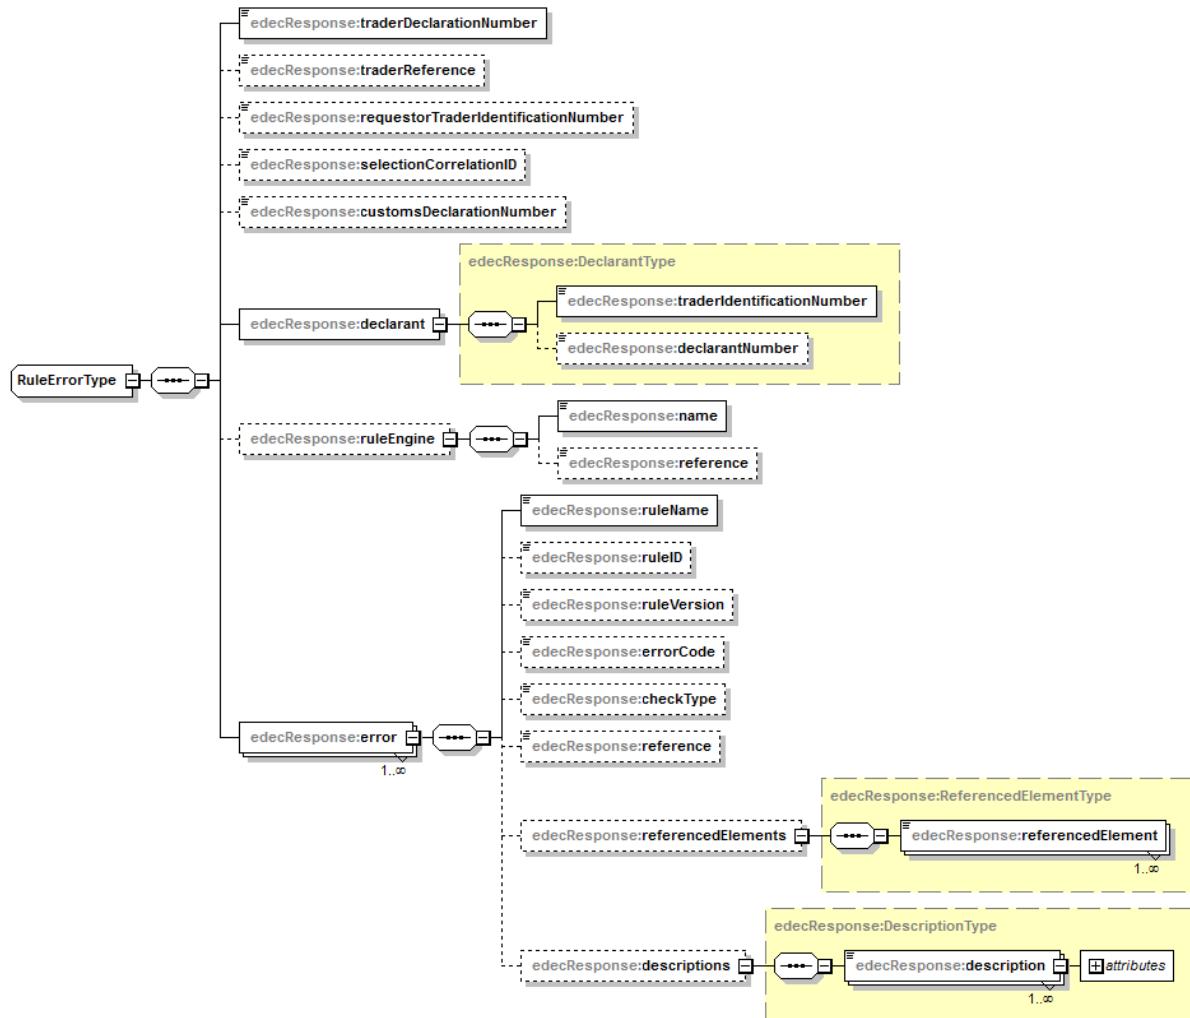 edecResponse:traderDeclarationNumber
edecResponse:traderReference
edecResponse:requestorTraderIdentificationNumber
edecResponse:selectionCorrelationID
edecResponse:customsDeclarationNumber
edecResponse:DeclarantType
edecResponse:traderIdentificationNumber
edecResponse:declarant
edecResponse:declarantNumber
RuleErrorType
edecResponse:name
edecResponse:ruleEngine
edecResponse:reference
edecResponse:ruleName
edecResponse:ruleID
edecResponse:ruleVersion
edecResponse:errorCode
edecResponse:checkType
edecResponse:error
edecResponse:reference
1..∞
edecResponse:ReferencedElementType
edecResponse:referencedElements
edecResponse:referencedElement
1..∞
edecResponse:DescriptionType
edecResponse:descriptions
edecResponse:description
attributes
1..∞